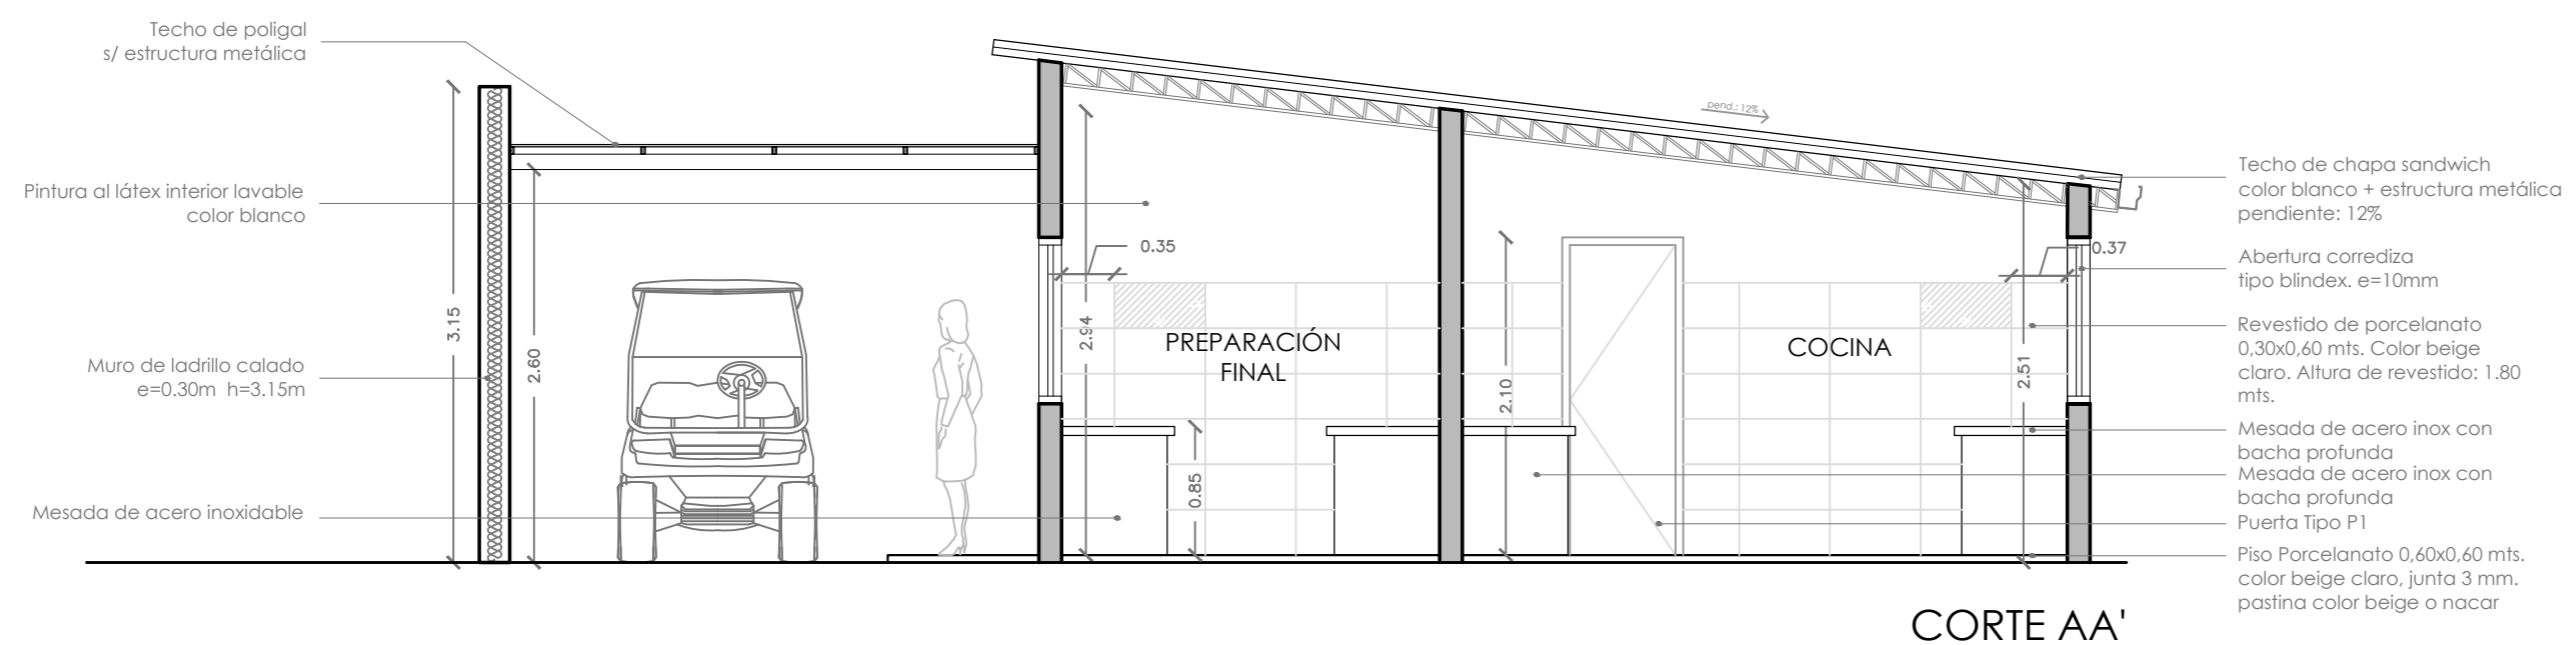 Techo de poligal
s/ estructura metálica
Pintura al látex interior lavable
color blanco
Muro de ladrillo calado
e=0.30m  h=3.15m
Mesada de acero inoxidable
3.15
2.60
2.94
0.35
PREPARACIÓN
FINAL
0.85
pend.: 12%
2.10
COCINA
2.51
0.37
Techo de chapa sandwich
color blanco + estructura metálica
pendiente: 12%
Abertura corrediza
tipo blindex. e=10mm
Revestido de porcelanato
0,30x0,60 mts. Color beige
claro. Altura de revestido: 1.80
mts.
Mesada de acero inox con
bacha profunda
Mesada de acero inox con
bacha profunda
Puerta Tipo P1
Piso Porcelanato 0,60x0,60 mts.
color beige claro, junta 3 mm.
pastina color beige o nacar
CORTE AA'